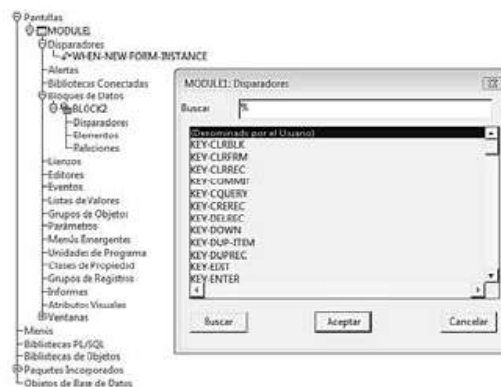 Pantallas
MODULE1
Disparadores
WHEN-NEW FORM-INSTANCE
Alertas
Bibliotecas Conectadas
Bloques de Datos
BLOCK2
Disparadores
Elementos
Relaciones
Lienzos
Editores
Eventos
Listas de Valores
Grupos de Objetos
Parámetros
Menús Emergentes
Unidades de Programa
Clases de Propiedad
Grupos de Registros
Informes
Atributos Visuales
Ventanas
Menús
Bibliotecas PL/SQL
Bibliotecas de Objetos
Paquetes Incorporados
Objetos de Base de Datos
MODULE1: Disparadores
Buscar %
(Denominado por el Usuario)
KEY-CLRBLK
KEY-CLRFRM
KEY-CLRREC
KEY-COMMIT
KEY-CQUERY
KEY-CREREC
KEY-DELREC
KEY-DOWN
KEY-DUP-ITEM
KEY-DUPREC
KEY-EDIT
KEY-ENTER
Buscar Aceptar Cancelar